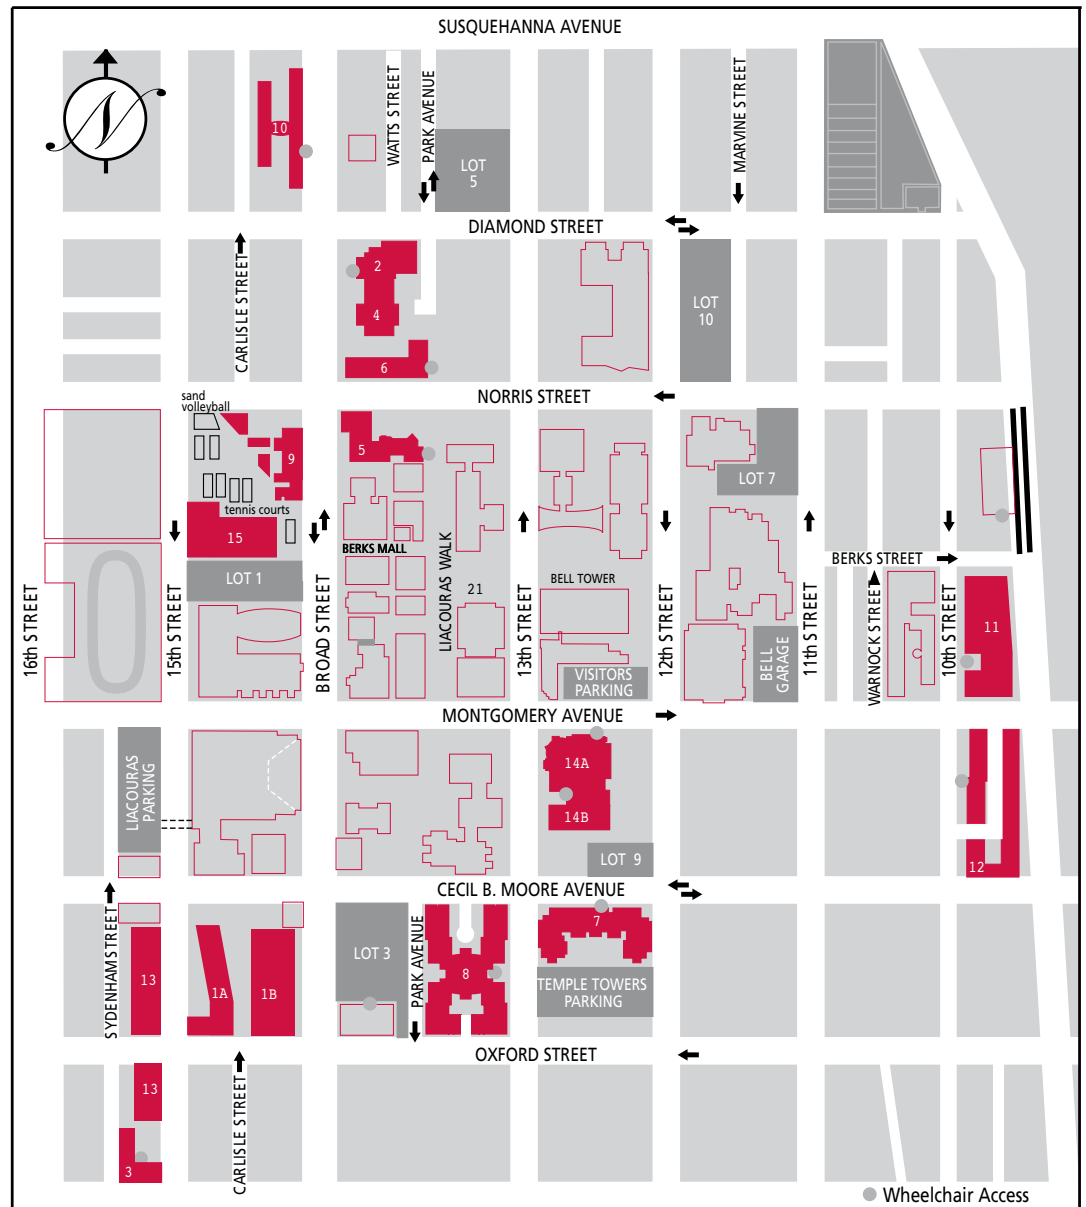 SUSQUEHANNA AVENUE
N
10
WATTS STREET
PARK AVENUE
LOT
5
MARVINE STREET
DIAMOND STREET
CARLISLE STREET
2
4
6
LOT
10
NORRIS STREET
sand
volleyball
9
5
LOT 7
tennis courts
15
BERKS MALL
LIACOURAS WALK
BERKS STREET
LOT 1
21
BELL TOWER
16th STREET
15th STREET
BROAD STREET
13th STREET
12th STREET
11th STREET
WARNOCK STREET
10th STREET
11
VISITORS
PARKING
BELL
GARAGE
MONTGOMERY AVENUE
LIACOURAS
PARKING
14A
14B
LOT 9
12
CECIL B. MOORE AVENUE
SYDENHAM STREET
13
1A
1B
LOT 3
PARK AVENUE
8
7
TEMPLE TOWERS
PARKING
OXFORD STREET
13
3
CARLISLE STREET
Wheelchair Access